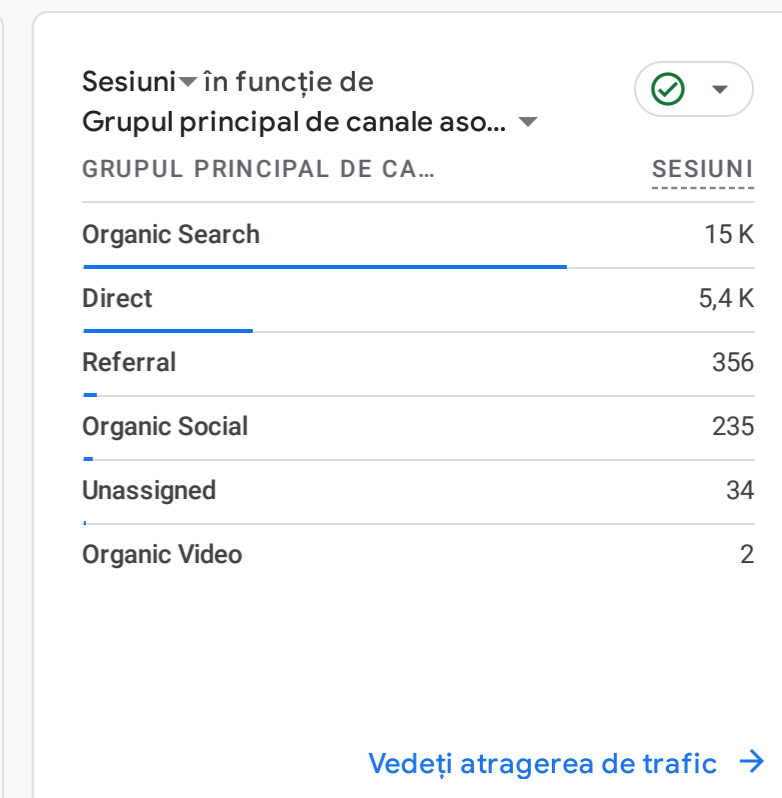 Sesiuni în funcție de
Grupul principal de canale aso...
GRUPUL PRINCIPAL DE CA... SESIUNI
Organic Search 15 K
Direct 5,4 K
Referral 356
Organic Social 235
Unassigned 34
Organic Video 2
Vedeți atragerea de trafic